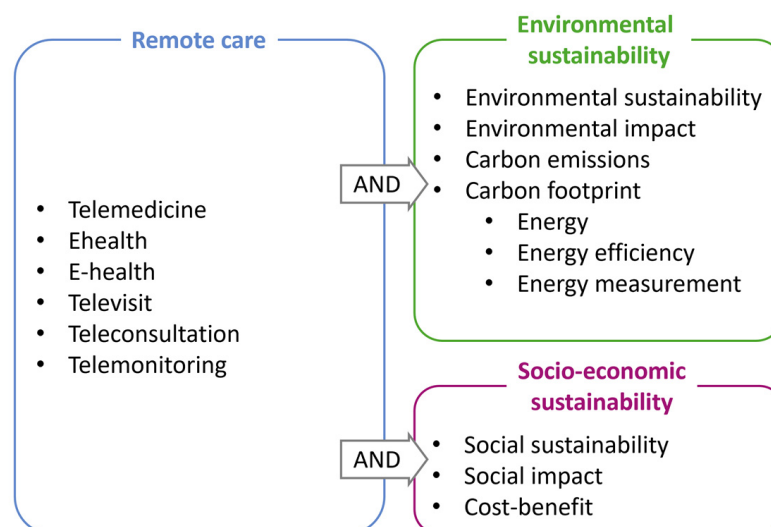 Remote care
• Telemedicine
• Ehealth
• E-health
• Televisit
• Teleconsultation
• Telemonitoring
AND
Environmental
sustainability
• Environmental sustainability
• Environmental impact
• Carbon emissions
• Carbon footprint
• Energy
• Energy efficiency
• Energy measurement
AND
Socio-economic
sustainability
• Social sustainability
• Social impact
• Cost-benefit